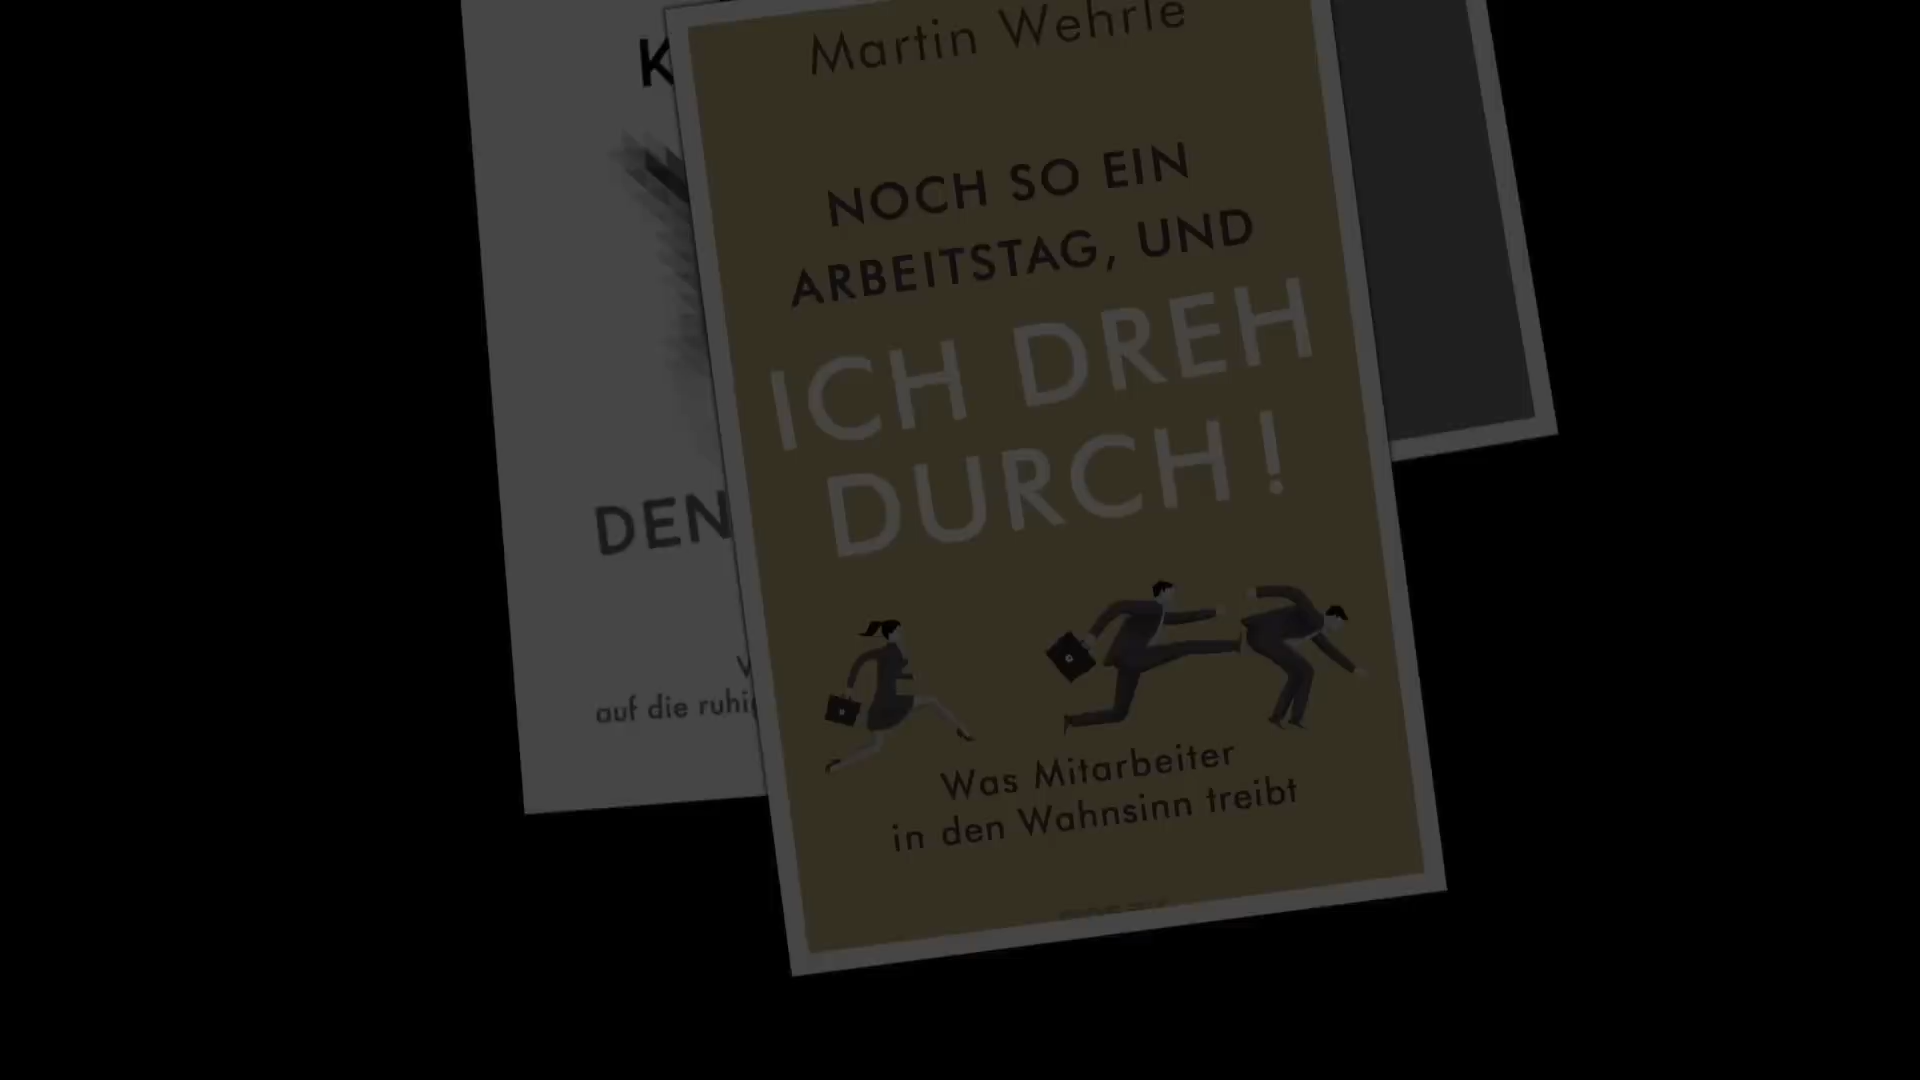 Martin Wehrle
NOCH SO EIN
ARBEITSTAG, UND
ICH DREH
DURCH!
Was Mitarbeiter
in den Wahnsinn treibt
K
DEN
auf die